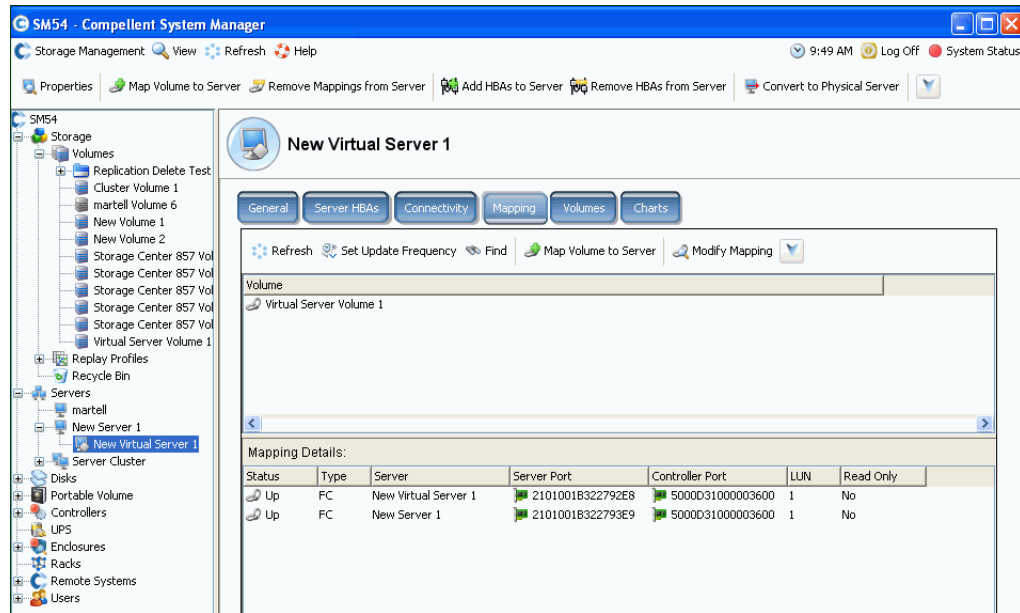 SM54 - Compellent System Manager
Storage Management View Refresh Help 9:49 AM Log Off System Status
Properties Map Volume to Server Remove Mappings from Server Add HBAs to Server Remove HBAs from Server Convert to Physical Server
SM54
Storage
Volumes
Replication Delete Test
Cluster Volume 1
martell Volume 6
New Volume 1
New Volume 2
Storage Center 857 Vol
Storage Center 857 Vol
Storage Center 857 Vol
Storage Center 857 Vol
Storage Center 857 Vol
Virtual Server Volume 1
Replay Profiles
Recycle Bin
Servers
martell
New Server 1
New Virtual Server 1
Server Cluster
Disks
Portable Volume
Controllers
UPS
Enclosures
Racks
Remote Systems
Users
New Virtual Server 1
General Server HBAs Connectivity Mapping Volumes Charts
Refresh Set Update Frequency Find Map Volume to Server Modify Mapping
Volume
Virtual Server Volume 1
Mapping Details:
Status Type Server Server Port Controller Port LUN Read Only
Up FC New Virtual Server 1 2101001B322792E8 5000D31000003600 1 No
Up FC New Server 1 2101001B322793E9 5000D31000003600 1 No